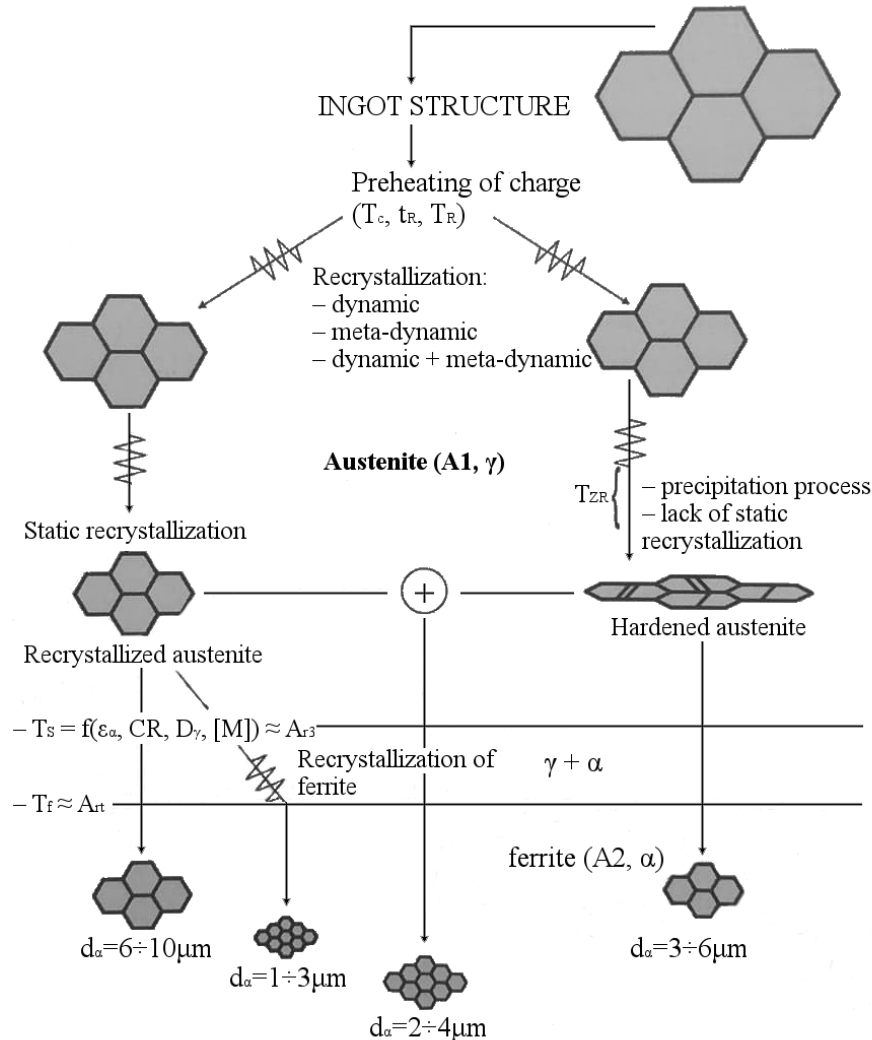 INGOT STRUCTURE
Preheating of charge
(Tc, tR, TR)
Recrystallization:
– dynamic
– meta-dynamic
– dynamic + meta-dynamic
Austenite (A1, γ)
TZR
– precipitation process
– lack of static
recrystallization
Static recrystallization
+
Hardened austenite
Recrystallized austenite
– Ts = f(εα, CR, Dγ, [M]) ≈ Ar3
Recrystallization of
ferrite
γ + α
– Tf ≈ Art
ferrite (A2, α)
dα=6÷10μm
dα=1÷3μm
dα=2÷4μm
dα=3÷6μm